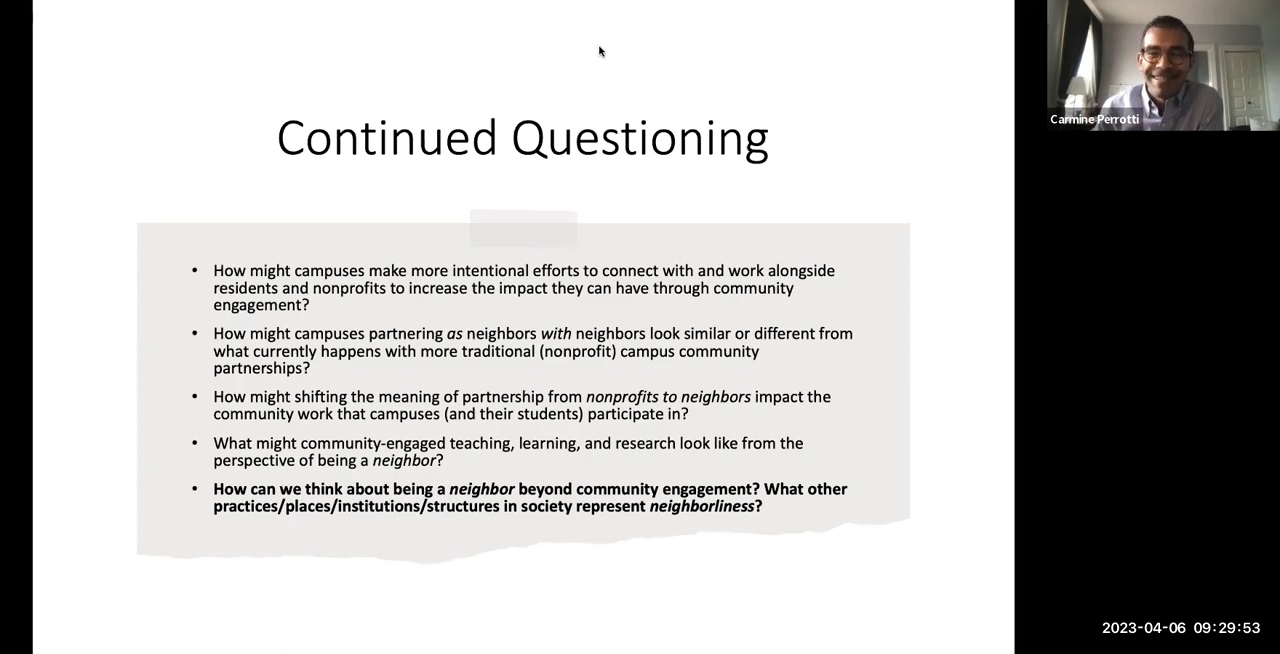 Continued Questioning
• How might campuses make more intentional efforts to connect with and work alongside
residents and nonprofits to increase the impact they can have through community
engagement?
• How might campuses partnering as neighbors with neighbors look similar or different from
what currently happens with more traditional (nonprofit) campus community
partnerships?
• How might shifting the meaning of partnership from nonprofits to neighbors impact the
community work that campuses (and their students) participate in?
• What might community-engaged teaching, learning, and research look like from the
perspective of being a neighbor?
• How can we think about being a neighbor beyond community engagement? What other
practices/places/institutions/structures in society represent neighborliness?
Carmine Perrotti
2023-04-06 09:29:53